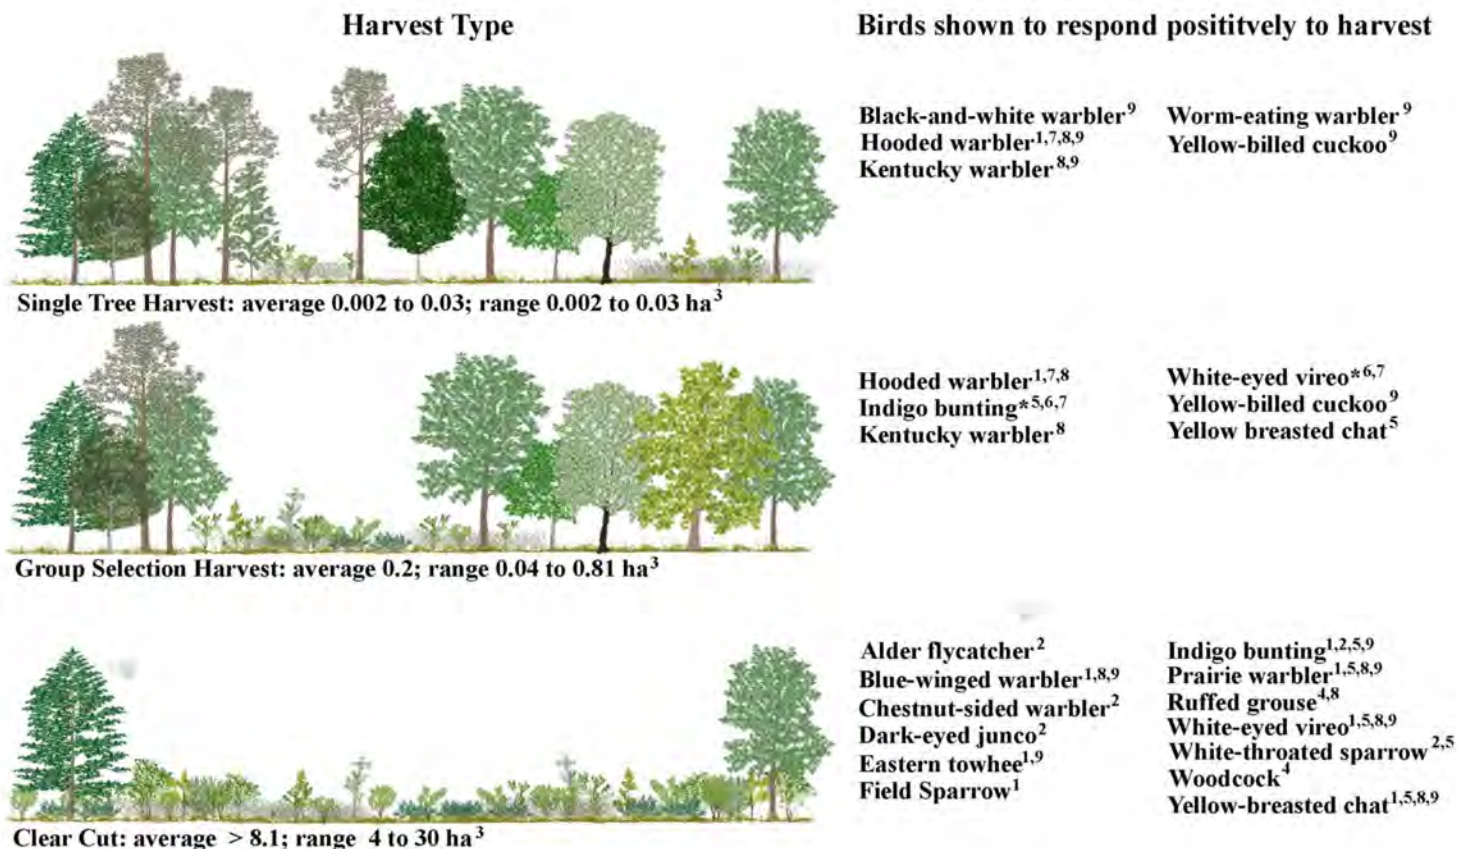 Harvest Type
Birds shown to respond posititvely to harvest
Black-and-white warbler⁹
Hooded warbler¹,⁷,⁸,⁹
Kentucky warbler⁸,⁹
Worm-eating warbler⁹
Yellow-billed cuckoo⁹
Single Tree Harvest: average 0.002 to 0.03; range 0.002 to 0.03 ha³
Hooded warbler¹,⁷,⁸
Indigo bunting*⁵,⁶,⁷
Kentucky warbler⁸
White-eyed vireo*⁶,⁷
Yellow-billed cuckoo⁹
Yellow breasted chat⁵
Group Selection Harvest: average 0.2; range 0.04 to 0.81 ha³
Alder flycatcher²
Blue-winged warbler¹,⁸,⁹
Chestnut-sided warbler²
Dark-eyed junco²
Eastern towhee¹,⁹
Field Sparrow¹
Indigo bunting¹,²,⁵,⁹
Prairie warbler¹,⁵,⁸,⁹
Ruffed grouse⁴,⁸
White-eyed vireo¹,⁵,⁸,⁹
White-throated sparrow²,⁵
Woodcock⁴
Yellow-breasted chat¹,⁵,⁸,⁹
Clear Cut: average > 8.1; range 4 to 30 ha³